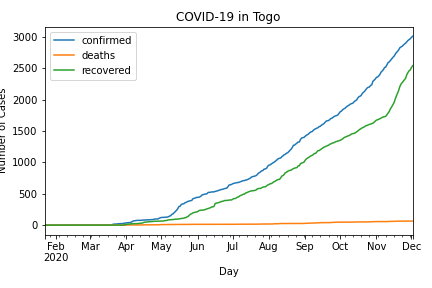 COVID-19 in Togo
confirmed
deaths
recovered
3000
2500
2000
1500
1000
500
0
Number of Cases
Feb Mar Apr May Jun Jul Aug Sep Oct Nov Dec
2020
Day